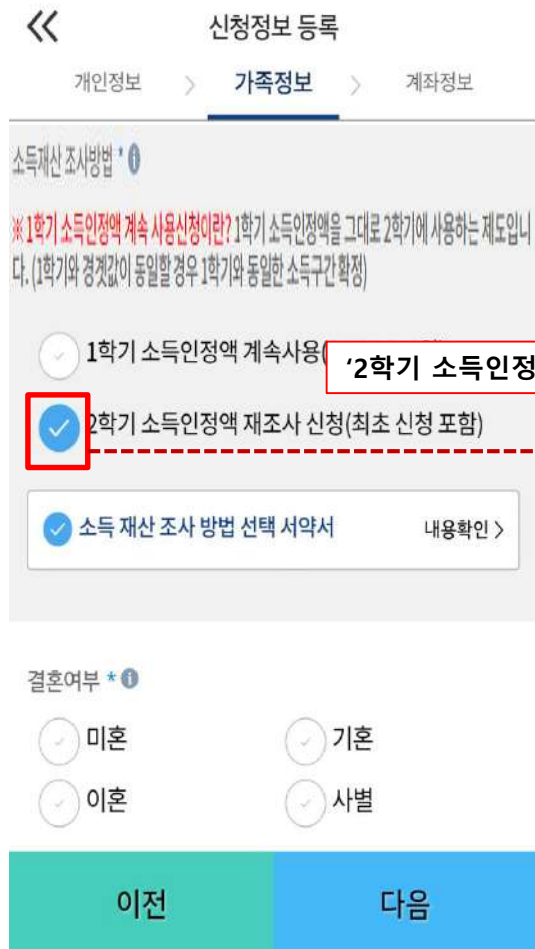 신청정보 등록
개인정보 > 가족정보 > 계좌정보
소득재산 조사방법 *
※ 1학기 소득인정액 계속 사용신청이란? 1학기 소득인정액을 그대로 2학기에 사용하는 제도입니
다. (1학기와 경곗값이 동일할 경우 1학기와 동일한 소득구간 확정)
1학기 소득인정액 계속사용(
'2학기 소득인정
2학기 소득인정액 재조사 신청(최초 신청 포함)
소득 재산 조사 방법 선택 서약서 내용확인 >
결혼여부 *
미혼 기혼
이혼 사별
이전 다음